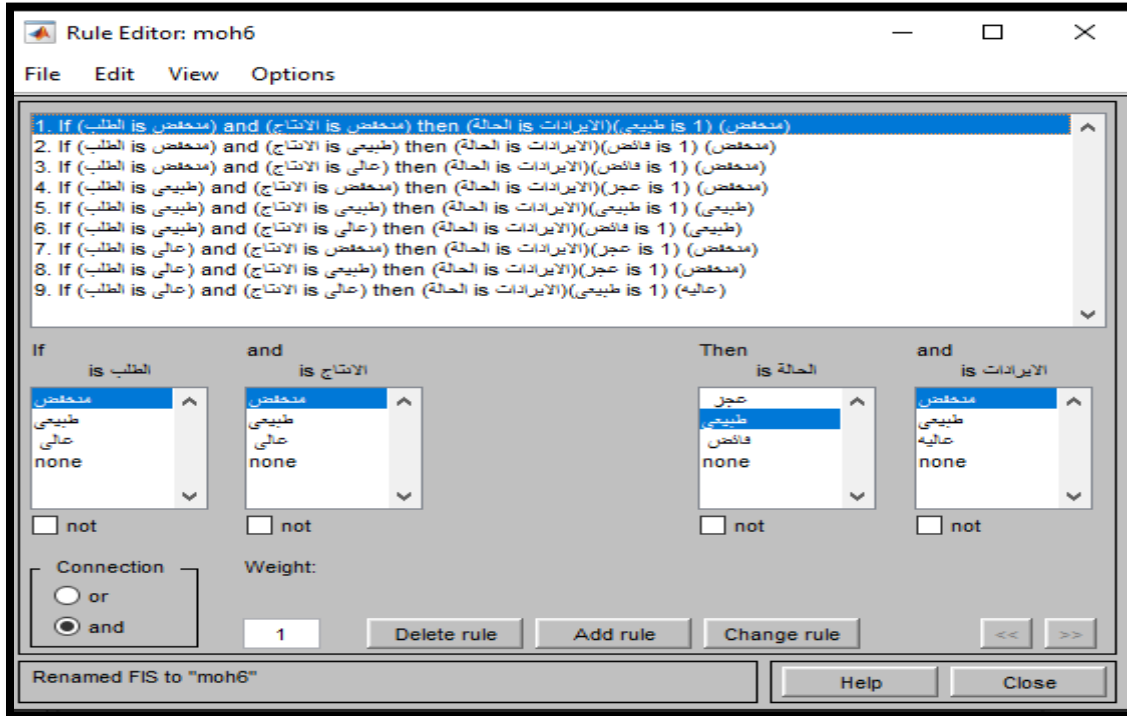 Rule Editor: moh6
File Edit View Options
1. If (الطلب is منخفض) and (الانتاج is منخفض) then (الحالة is طبيعي)(الايرادات is منخفض) (1)
2. If (الطلب is منخفض) and (الانتاج is طبيعي) then (الحالة is فائض)(الايرادات is منخفض) (1)
3. If (الطلب is منخفض) and (الانتاج is عالى) then (الحالة is فائض)(الايرادات is منخفض) (1)
4. If (الطلب is طبيعي) and (الانتاج is منخفض) then (الحالة is عجز)(الايرادات is منخفض) (1)
5. If (الطلب is طبيعي) and (الانتاج is طبيعي) then (الحالة is طبيعي)(الايرادات is طبيعي) (1)
6. If (الطلب is طبيعي) and (الانتاج is عالى) then (الحالة is فائض)(الايرادات is طبيعي) (1)
7. If (الطلب is عالى) and (الانتاج is منخفض) then (الحالة is عجز)(الايرادات is منخفض) (1)
8. If (الطلب is عالى) and (الانتاج is طبيعي) then (الحالة is عجز)(الايرادات is منخفض) (1)
9. If (الطلب is عالى) and (الانتاج is عالى) then (الحالة is طبيعي)(الايرادات is عاليه) (1)
If and Then and
الطلب is الانتاج is الحالة is الايرادات is
منخفض منخفض عجز منخفض
طبيعي طبيعي طبيعي طبيعي
عالى عالى فائض عاليه
none none none none
not not not not
Connection Weight:
or
and 1 Delete rule Add rule Change rule << >>
Renamed FIS to "moh6" Help Close